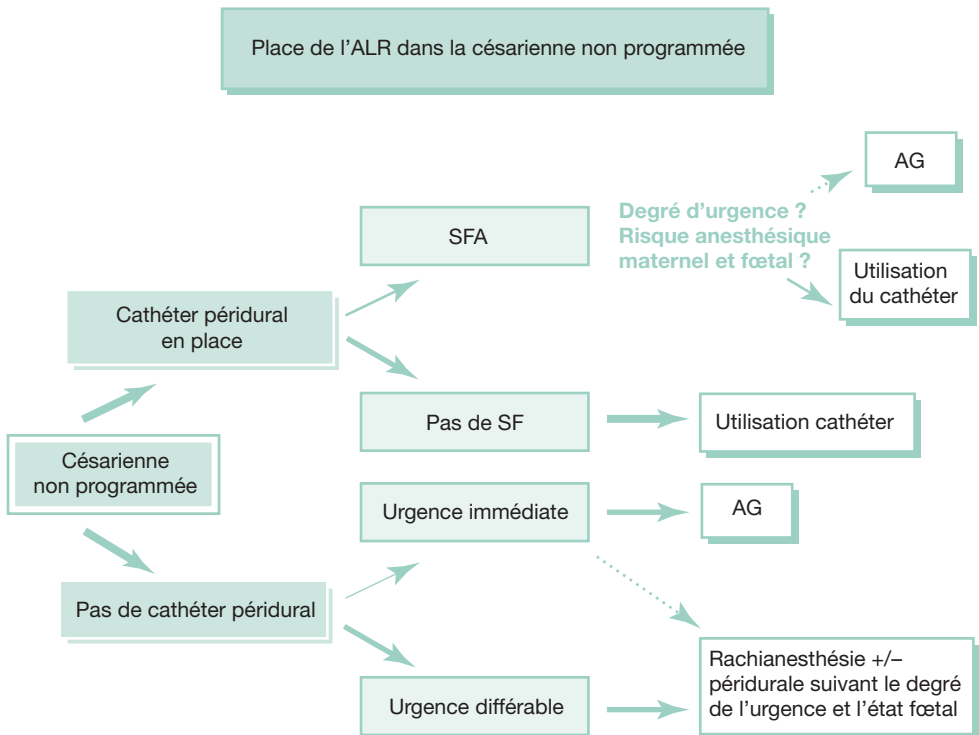 Place de l'ALR dans la césarienne non programmée
AG
Degré d'urgence ?
Risque anesthésique
maternel et fœtal ?
SFA
Utilisation
du cathéter
Cathéter péridural
en place
Pas de SF
Utilisation cathéter
Césarienne
non programmée
Urgence immédiate
AG
Pas de cathéter péridural
Rachianesthésie +/–
péridurale suivant le degré
de l'urgence et l'état fœtal
Urgence différable